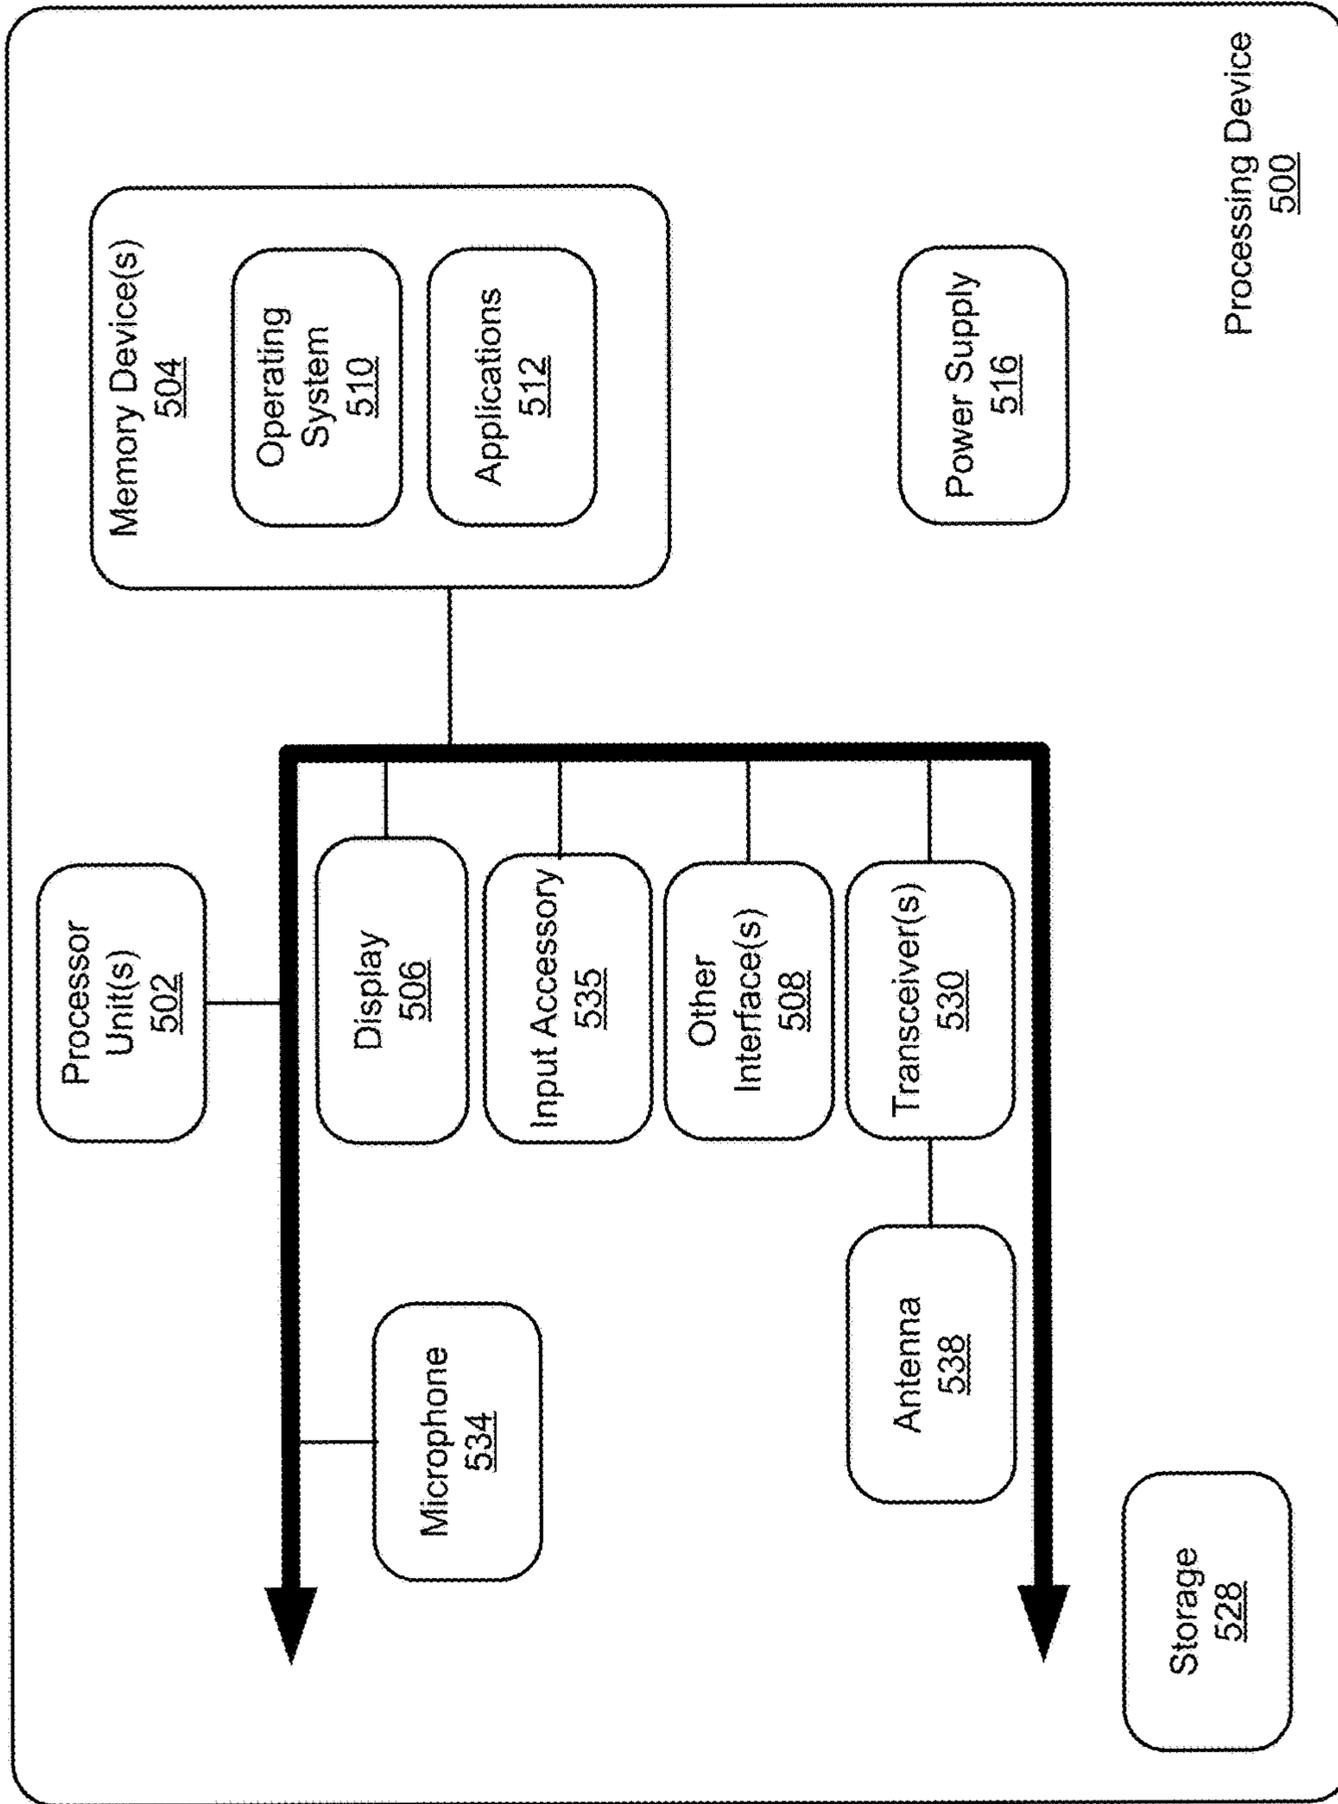 Processor
Unit(s)
502
Memory Device(s)
504
Operating
System
510
Applications
512
Display
506
Microphone
534
Input Accessory
535
Other
Interface(s)
508
Antenna
538
Transceiver(s)
530
Power Supply
516
Storage
528
Processing Device
500